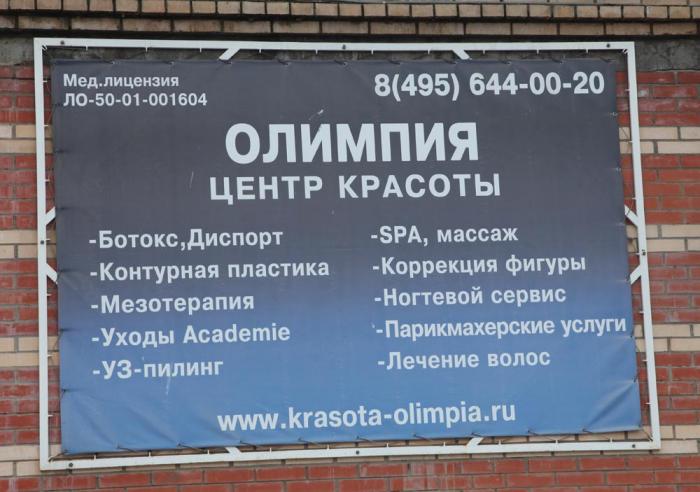 Мед.лицензия
ЛО-50-01-001604
8(495) 644-00-20
ОЛИМПИЯ
ЦЕНТР КРАСОТЫ
-Ботокс,Диспорт
-Контурная пластика
-Мезотерапия
-Уходы Academie
-УЗ-пилинг
-SPA, массаж
-Коррекция фигуры
-Ногтевой сервис
-Парикмахерские услуги
-Лечение волос
www.krasota-olimpia.ru